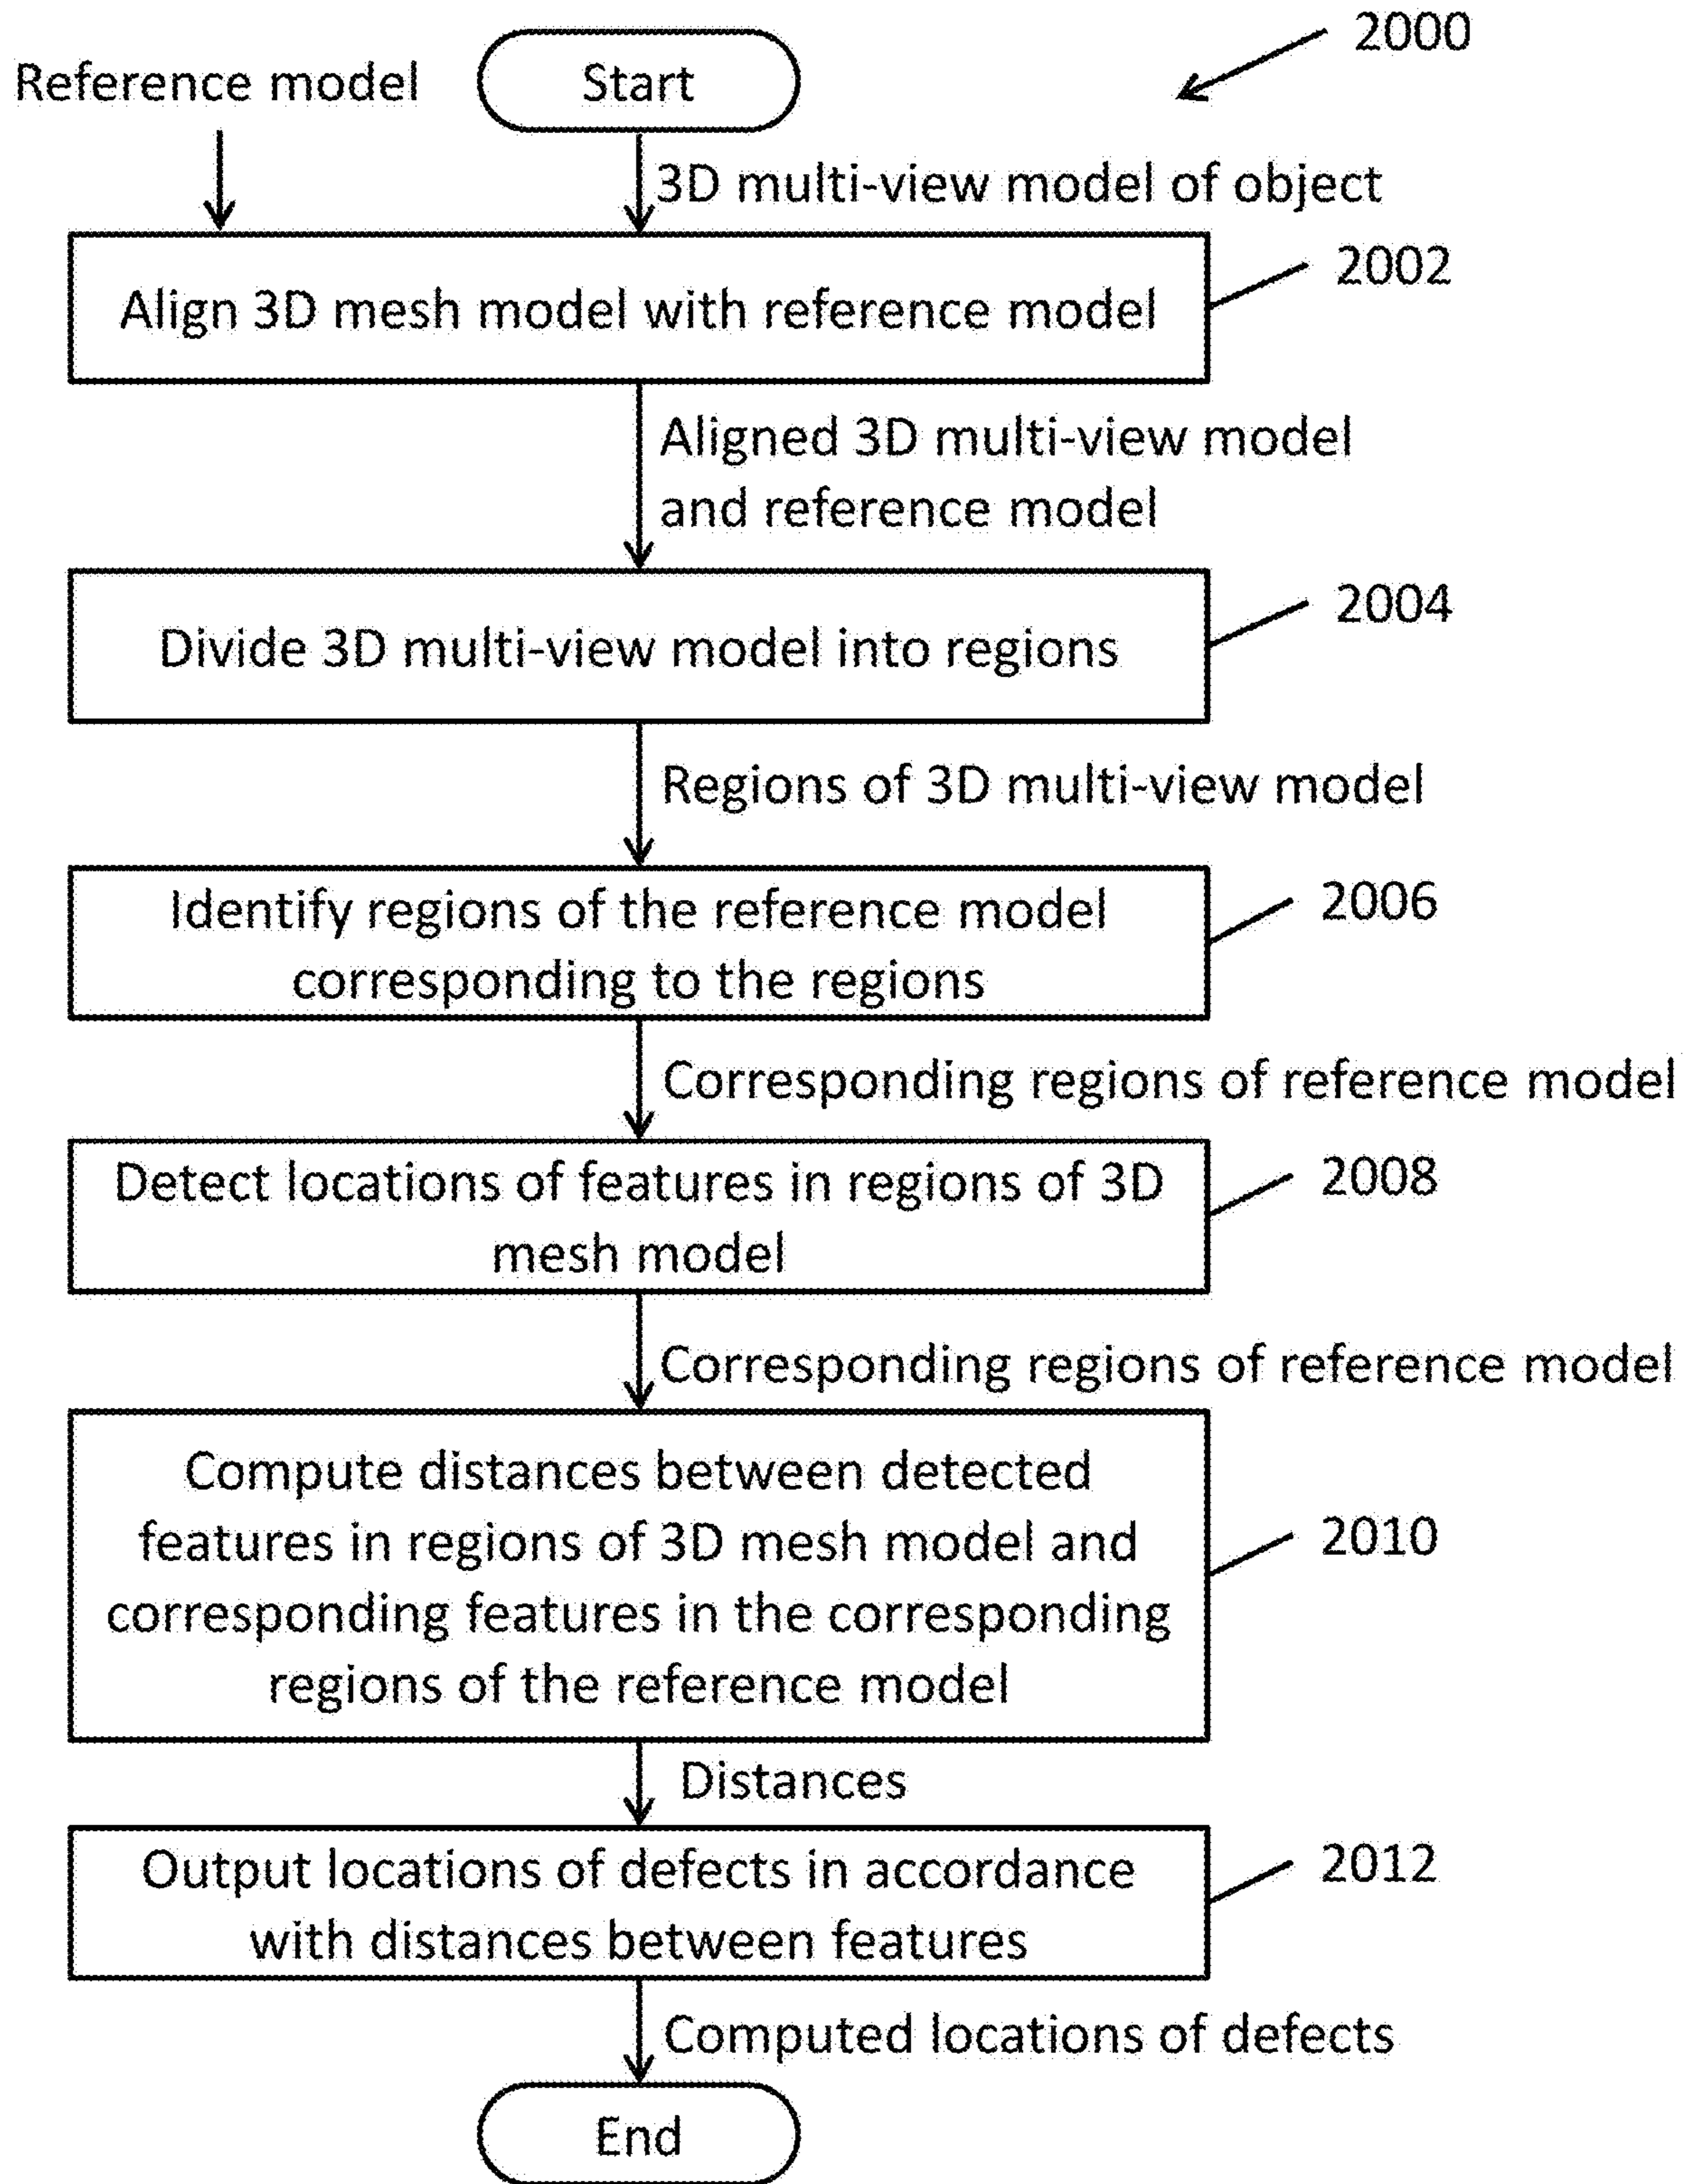 2000
Reference model
Start
3D multi-view model of object
2002
Align 3D mesh model with reference model
Aligned 3D multi-view model
and reference model
2004
Divide 3D multi-view model into regions
Regions of 3D multi-view model
2006
Identify regions of the reference model
corresponding to the regions
Corresponding regions of reference model
2008
Detect locations of features in regions of 3D
mesh model
Corresponding regions of reference model
Compute distances between detected
features in regions of 3D mesh model and
2010
corresponding features in the corresponding
regions of the reference model
Distances
2012
Output locations of defects in accordance
with distances between features
Computed locations of defects
End